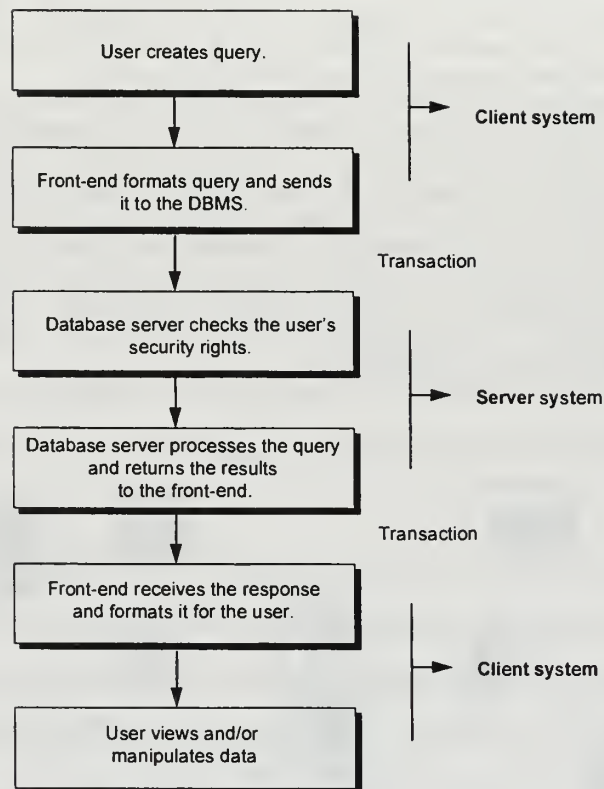 User creates query.
Client system
Front-end formats query and sends
it to the DBMS.
Transaction
Database server checks the user's
security rights.
Server system
Database server processes the query
and returns the results
to the front-end.
Transaction
Front-end receives the response
and formats it for the user.
Client system
User views and/or
manipulates data